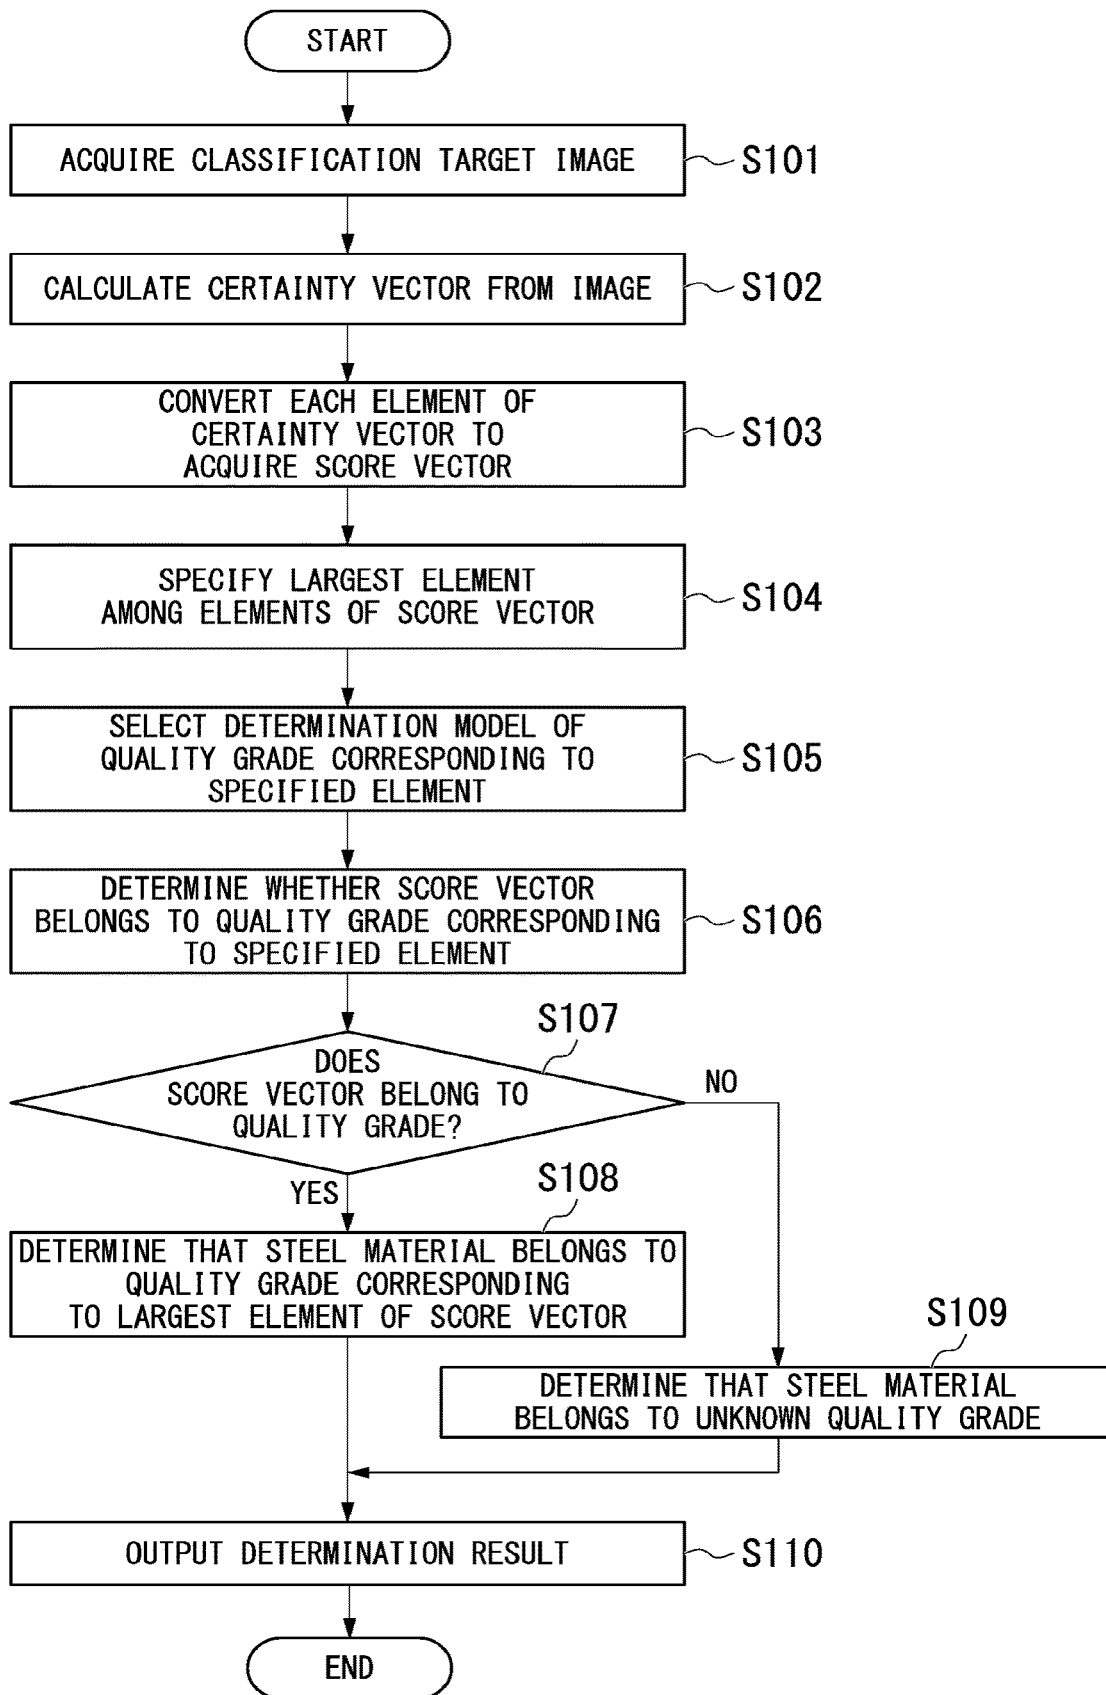 START
ACQUIRE CLASSIFICATION TARGET IMAGE
S101
CALCULATE CERTAINTY VECTOR FROM IMAGE
S102
CONVERT EACH ELEMENT OF
CERTAINTY VECTOR TO
ACQUIRE SCORE VECTOR
S103
SPECIFY LARGEST ELEMENT
AMONG ELEMENTS OF SCORE VECTOR
S104
SELECT DETERMINATION MODEL OF
QUALITY GRADE CORRESPONDING TO
SPECIFIED ELEMENT
S105
DETERMINE WHETHER SCORE VECTOR
BELONGS TO QUALITY GRADE CORRESPONDING
TO SPECIFIED ELEMENT
S106
S107
DOES
SCORE VECTOR BELONG TO
QUALITY GRADE?
NO
YES
S108
DETERMINE THAT STEEL MATERIAL BELONGS TO
QUALITY GRADE CORRESPONDING
TO LARGEST ELEMENT OF SCORE VECTOR
S109
DETERMINE THAT STEEL MATERIAL
BELONGS TO UNKNOWN QUALITY GRADE
OUTPUT DETERMINATION RESULT
S110
END